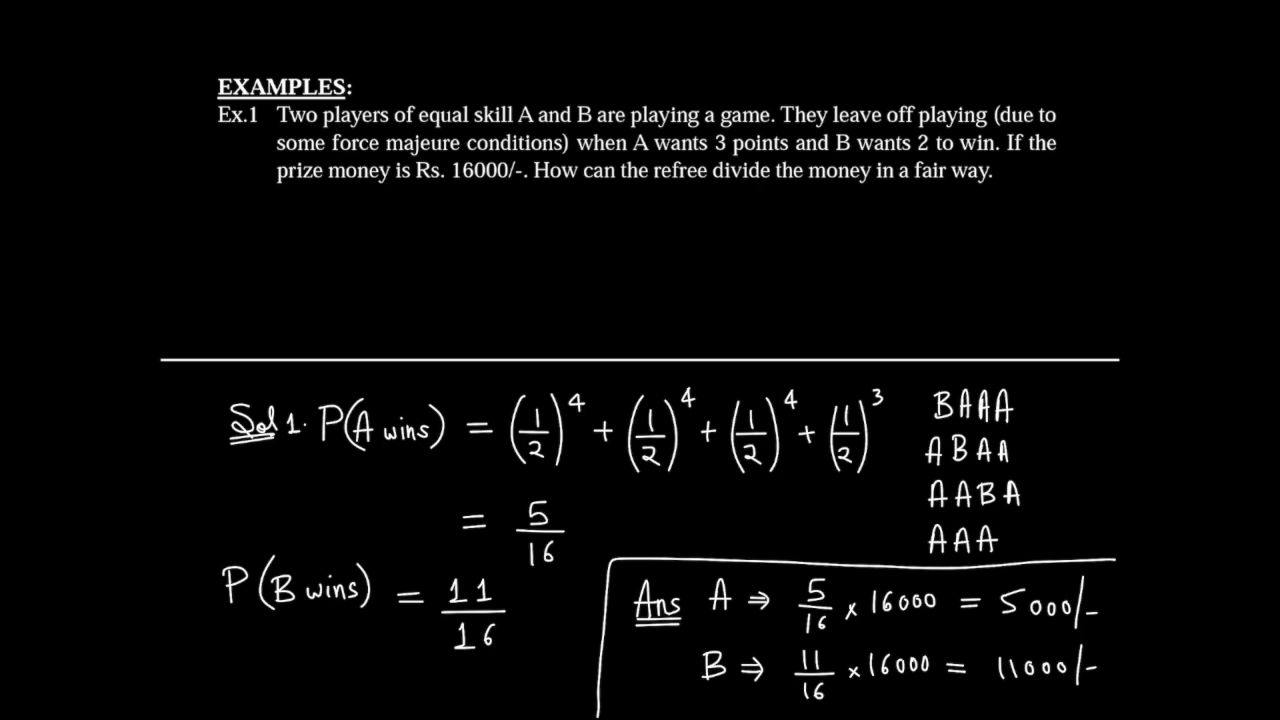 EXAMPLES:
Ex.1 Two players of equal skill A and B are playing a game. They leave off playing (due to
some force majeure conditions) when A wants 3 points and B wants 2 to win. If the
prize money is Rs. 16000/-. How can the refree divide the money in a fair way.
Sol 1. P(A wins) = (1/2)^4 + (1/2)^4 + (1/2)^4 + (1/2)^3
BAAA
ABAA
AABA
AAA
= 5/16
P(B wins) = 11/16
Ans A ⇒ 5/16 × 16000 = 5000/-
B ⇒ 11/16 × 16000 = 11000/-